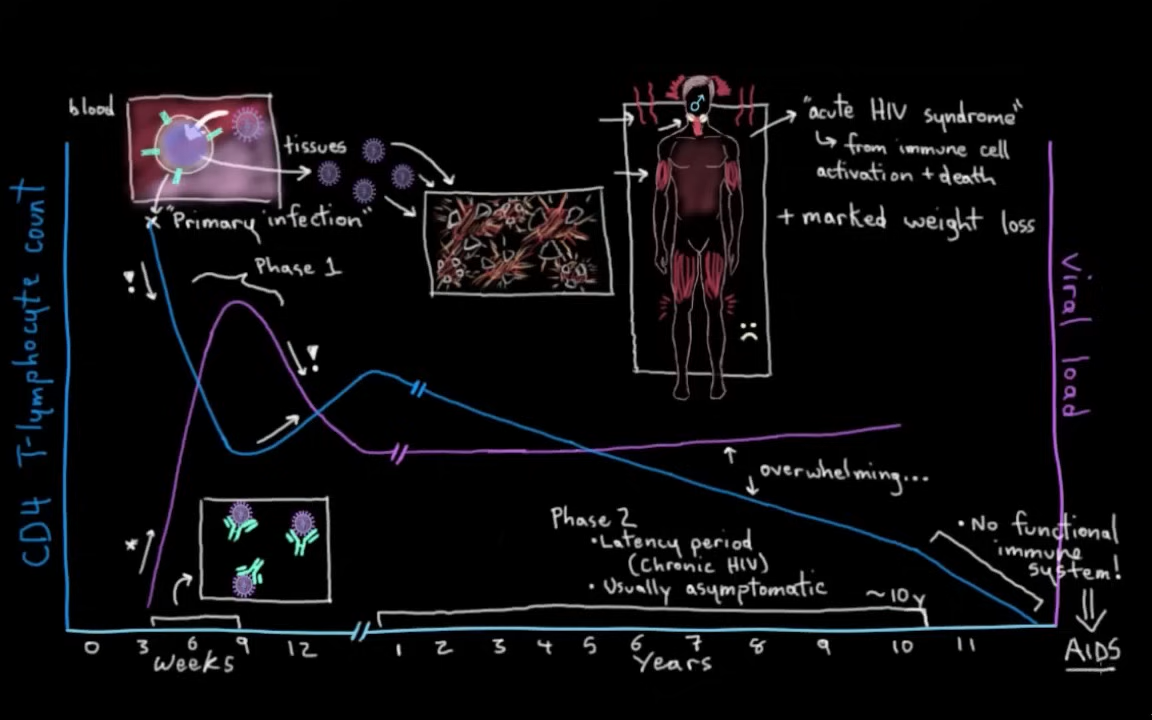 blood
tissues
"Primary infection"
Phase 1
"acute HIV syndrome"
from immune cell
activation + death
+ marked weight loss
CD4 T-lymphocyte count
Viral load
!
!
*
overwhelming...
Phase 2
• Latency period
(Chronic HIV)
• Usually asymptomatic
~10y
• No functional
immune
system!
AIDS
0 3 6 9 12 1 2 3 4 5 6 7 8 9 10 11
Weeks Years